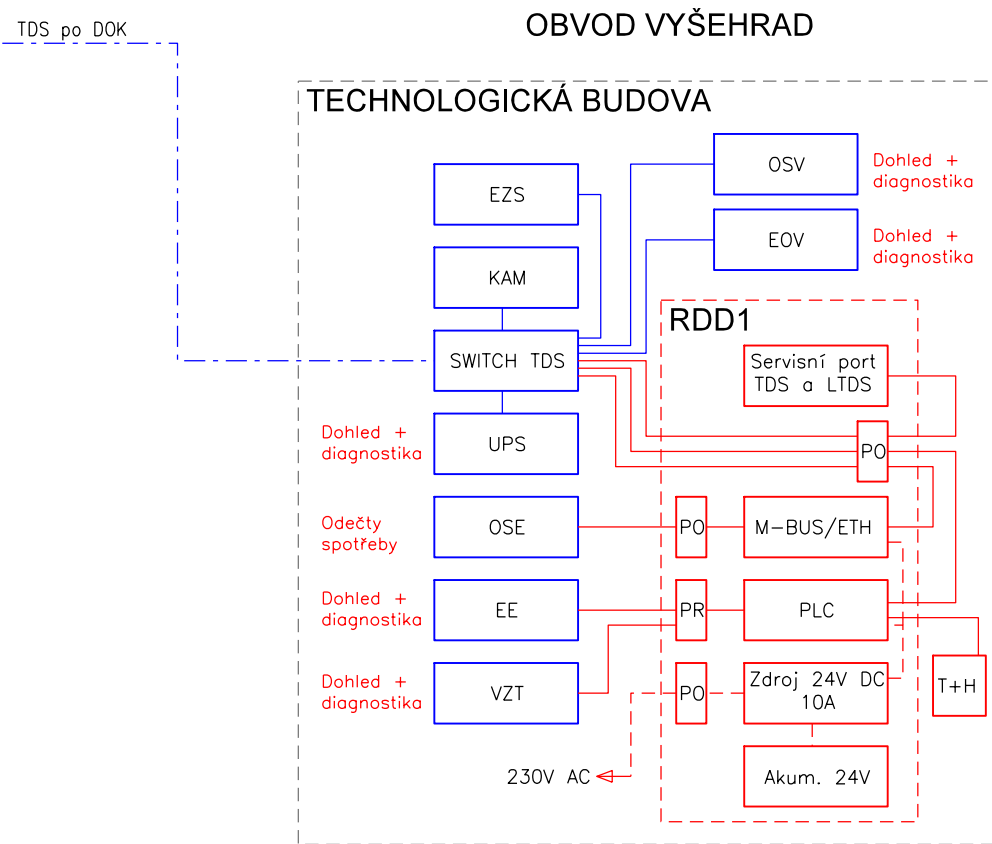 TDS po DOK
OBVOD VYŠEHRAD
TECHNOLOGICKÁ BUDOVA
EZS
OSV
Dohled +
diagnostika
KAM
EOV
Dohled +
diagnostika
RDD1
SWITCH TDS
Servisní port
TDS a LTDS
Dohled +
diagnostika
UPS
PO
Odečty
spotřeby
OSE
PO
M-BUS/ETH
Dohled +
diagnostika
EE
PR
PLC
Dohled +
diagnostika
VZT
PO
Zdroj 24V DC
10A
T+H
230V AC
Akum. 24V